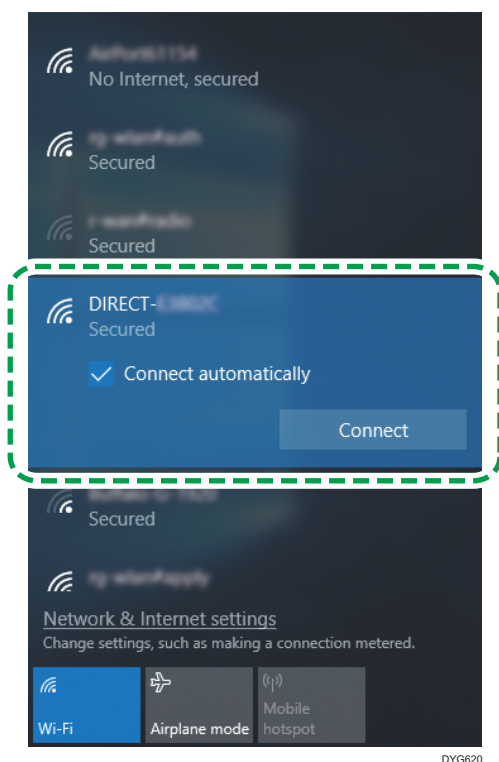 No Internet, secured
Secured
Secured
DIRECT-
Secured
Connect automatically
Connect
Secured
Network & Internet settings
Change settings, such as making a connection metered.
Wi-Fi
Airplane mode
Mobile
hotspot
DYG620